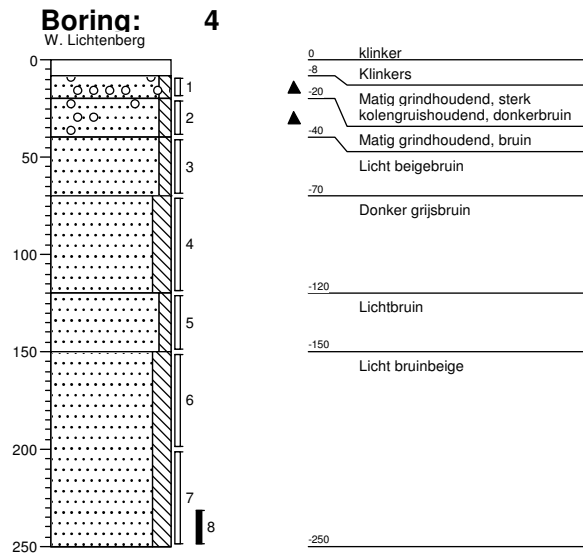 Boring: 4
W. Lichtenberg
0
50
100
150
200
250
1
2
3
4
5
6
7
8
0 klinker
-8 Klinkers
-20 Matig grindhoudend, sterk
kolengruishoudend, donkerbruin
-40 Matig grindhoudend, bruin
Licht beigebruin
-70
Donker grijsbruin
-120
Lichtbruin
-150
Licht bruinbeige
-250